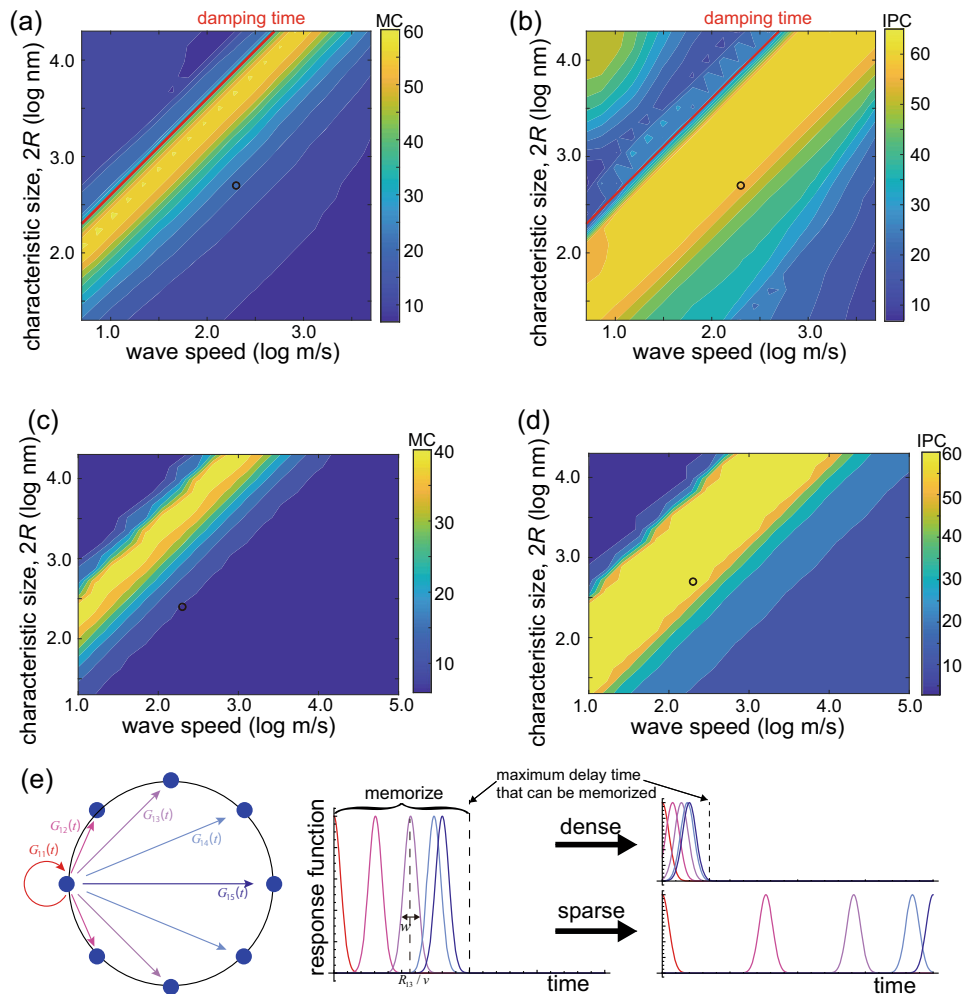 (a)
damping time
MC
60
50
40
30
20
10
4.0
3.0
2.0
characteristic size, 2R (log nm)
1.0
2.0
3.0
wave speed (log m/s)
(b)
damping time
IPC
60
50
40
30
20
10
4.0
3.0
2.0
characteristic size, 2R (log nm)
1.0
2.0
3.0
wave speed (log m/s)
(c)
MC
40
30
20
10
4.0
3.0
2.0
characteristic size, 2R (log nm)
1.0
2.0
3.0
4.0
5.0
wave speed (log m/s)
(d)
IPC
60
50
40
30
20
10
4.0
3.0
2.0
characteristic size, 2R (log nm)
1.0
2.0
3.0
4.0
5.0
wave speed (log m/s)
(e)
G₁₁(t)
G₁₂(t)
G₁₃(t)
G₁₄(t)
G₁₅(t)
response function
memorize
w
R₁₃ / v
time
maximum delay time
that can be memorized
dense
sparse
time